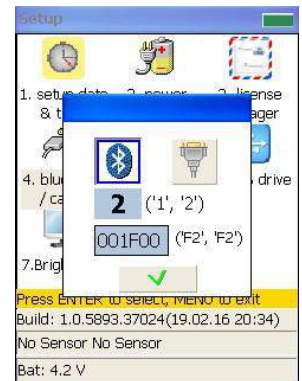 Setup
1. setup date 2. power 3. license
& t ager
4. blu drive
/ ca
2 ('1', '2')
001F00 ('F2', 'F2')
7.Brigl
Press ENTER to select, MENU to exit
Build: 1.0.5893.37024(19.02.16 20:34)
No Sensor No Sensor
Bat: 4.2 V